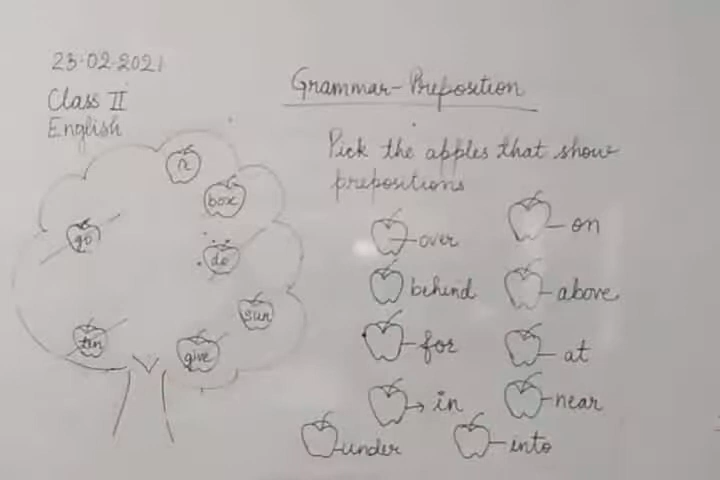 23-02-2021
Class II
English
Grammar-Preposition
Pick the apples that show
prepositions
box
go
do
sun
tin
give
over
on
behind
above
for
at
in
near
under
into